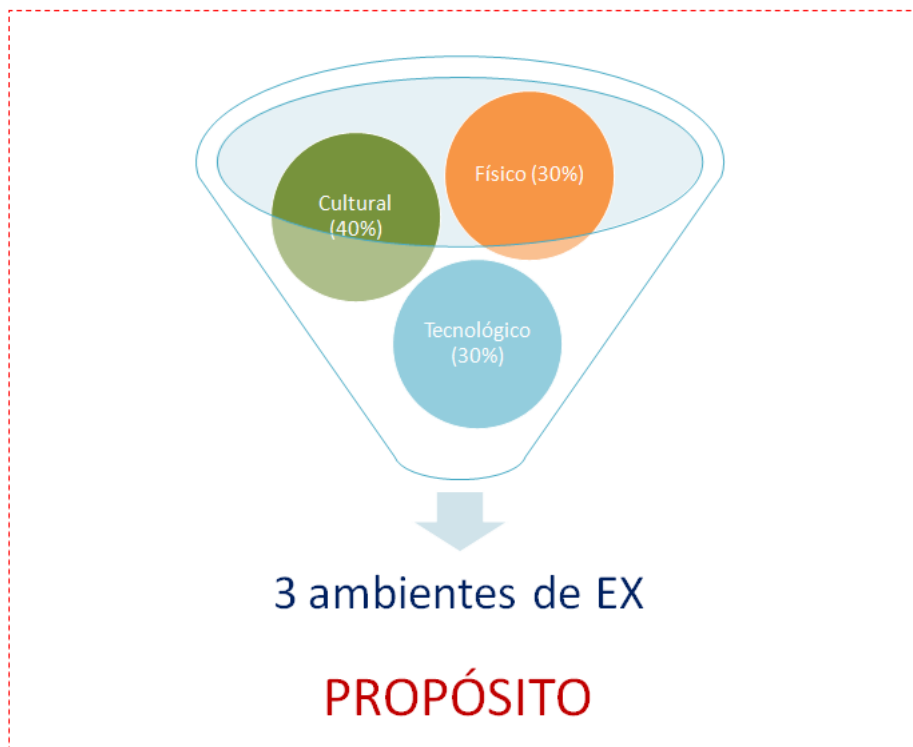 Físico (30%)
Cultural
(40%)
Tecnológico
(30%)
3 ambientes de EX
PROPÓSITO